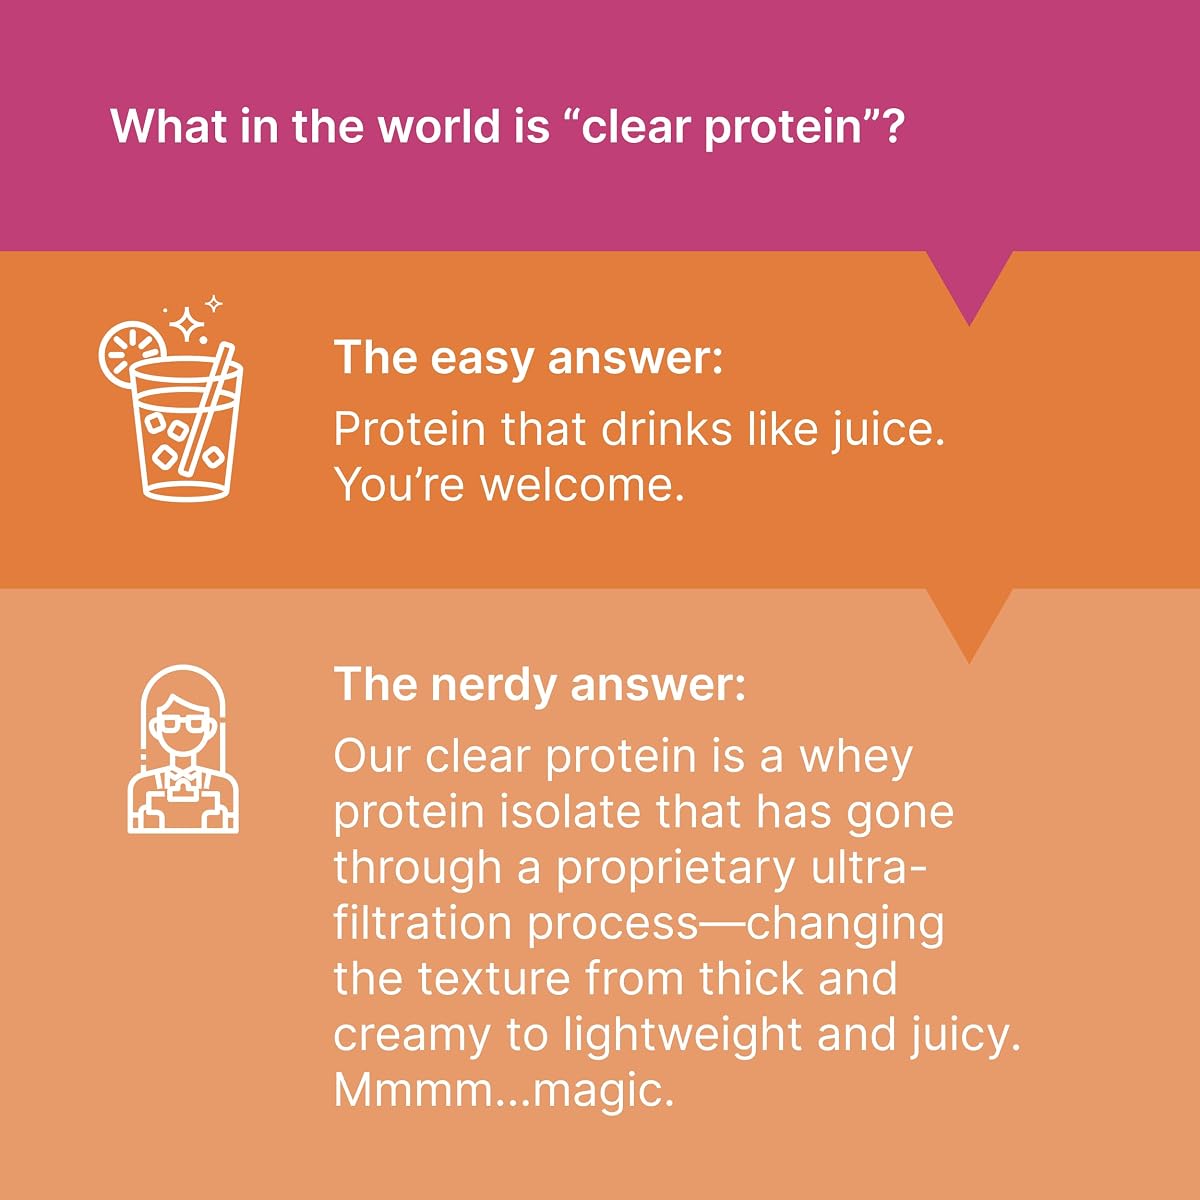 What in the world is “clear protein”?
The easy answer:
Protein that drinks like juice.
You’re welcome.
The nerdy answer:
Our clear protein is a whey
protein isolate that has gone
through a proprietary ultra-
filtration process—changing
the texture from thick and
creamy to lightweight and juicy.
Mmmm...magic.